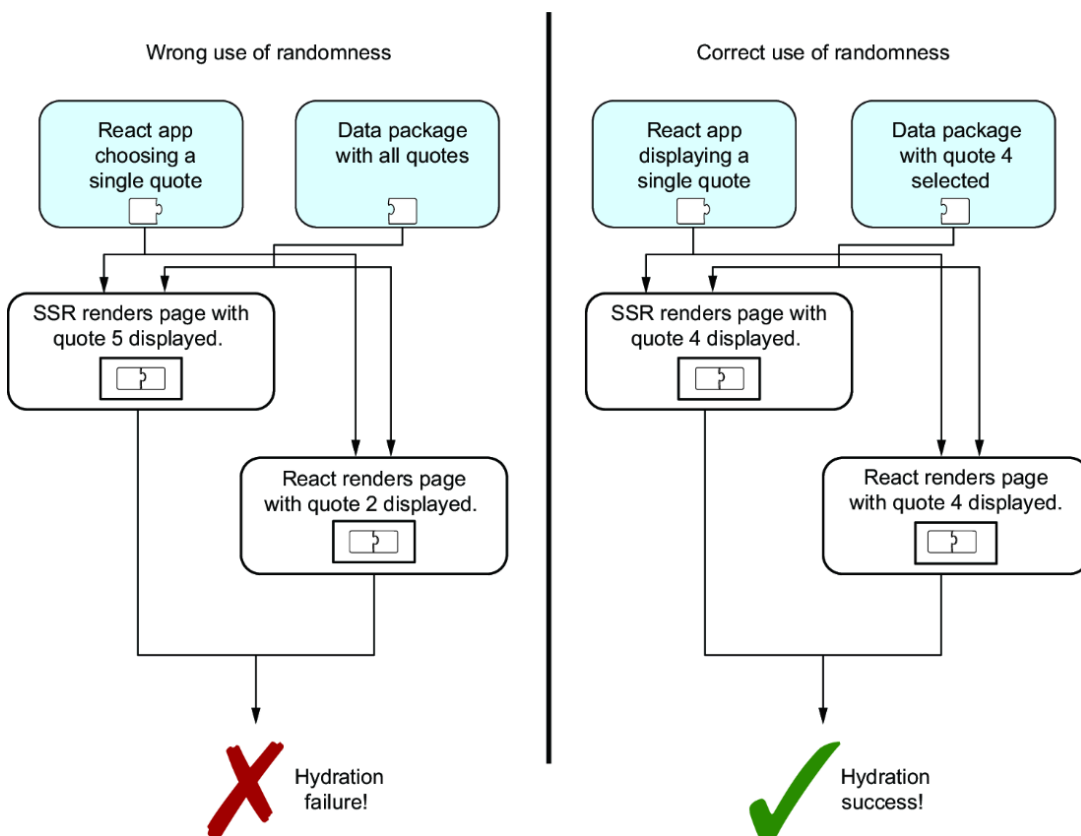 Wrong use of randomness
React app
choosing a
single quote
Data package
with all quotes
SSR renders page with
quote 5 displayed.
React renders page
with quote 2 displayed.
Hydration
failure!
Correct use of randomness
React app
displaying a
single quote
Data package
with quote 4
selected
SSR renders page with
quote 4 displayed.
React renders page
with quote 4 displayed.
Hydration
success!